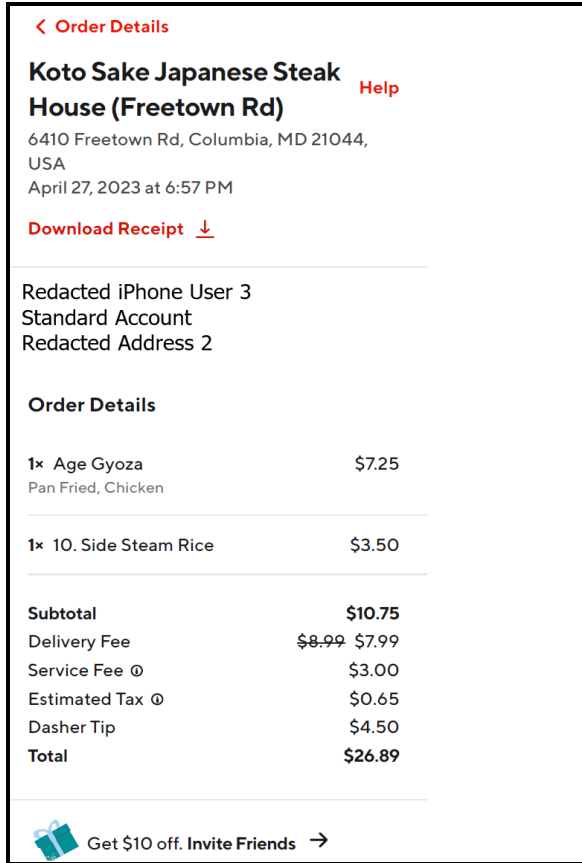 Order Details
Koto Sake Japanese Steak
House (Freetown Rd)
Help
6410 Freetown Rd, Columbia, MD 21044,
USA
April 27, 2023 at 6:57 PM
Download Receipt
Redacted iPhone User 3
Standard Account
Redacted Address 2
Order Details
1× Age Gyoza $7.25
Pan Fried, Chicken
1× 10. Side Steam Rice $3.50
Subtotal $10.75
Delivery Fee $8.99 $7.99
Service Fee $3.00
Estimated Tax $0.65
Dasher Tip $4.50
Total $26.89
Get $10 off. Invite Friends →